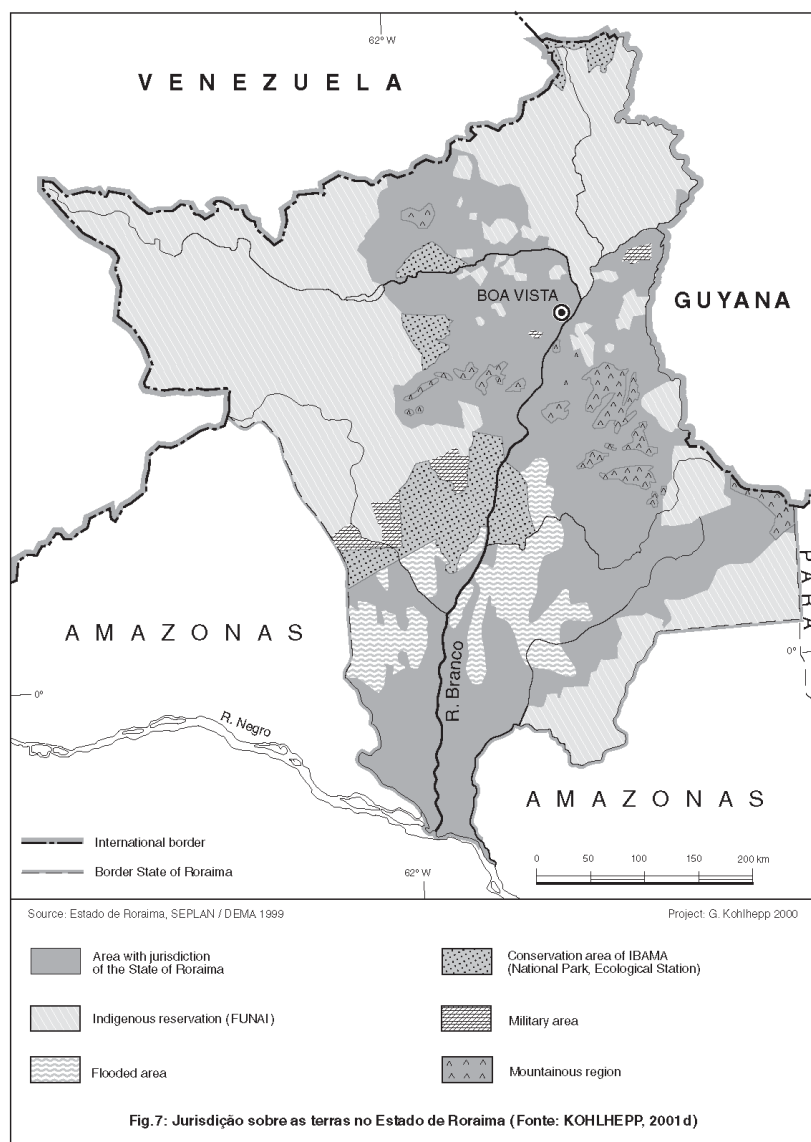 62° W
VENEZUELA
BOA VISTA
GUYANA
PARÁ
AMAZONAS
R. Branco
0°
0°
R. Negro
AMAZONAS
International border
Border State of Roraima
62° W
0 50 100 150 200 km
Source: Estado de Roraima, SEPLAN / DEMA 1999
Project: G. Kohlhepp 2000
Area with jurisdiction
of the State of Roraima
Conservation area of IBAMA
(National Park, Ecological Station)
Indigenous reservation (FUNAI)
Military area
Flooded area
Mountainous region
Fig.7: Jurisdição sobre as terras no Estado de Roraima (Fonte: KOHLHEPP, 2001d)